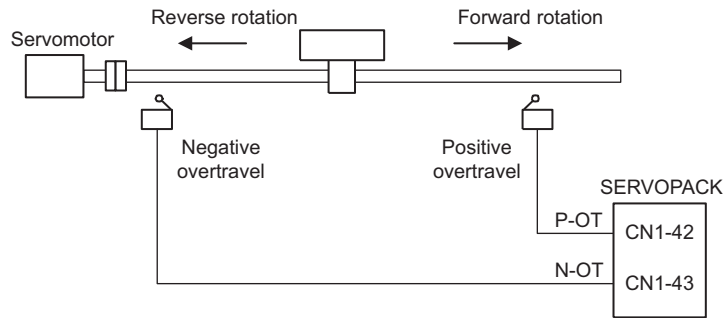 Reverse rotation
Forward rotation
Servomotor
Negative
overtravel
Positive
overtravel
SERVOPACK
P-OT
CN1-42
N-OT
CN1-43